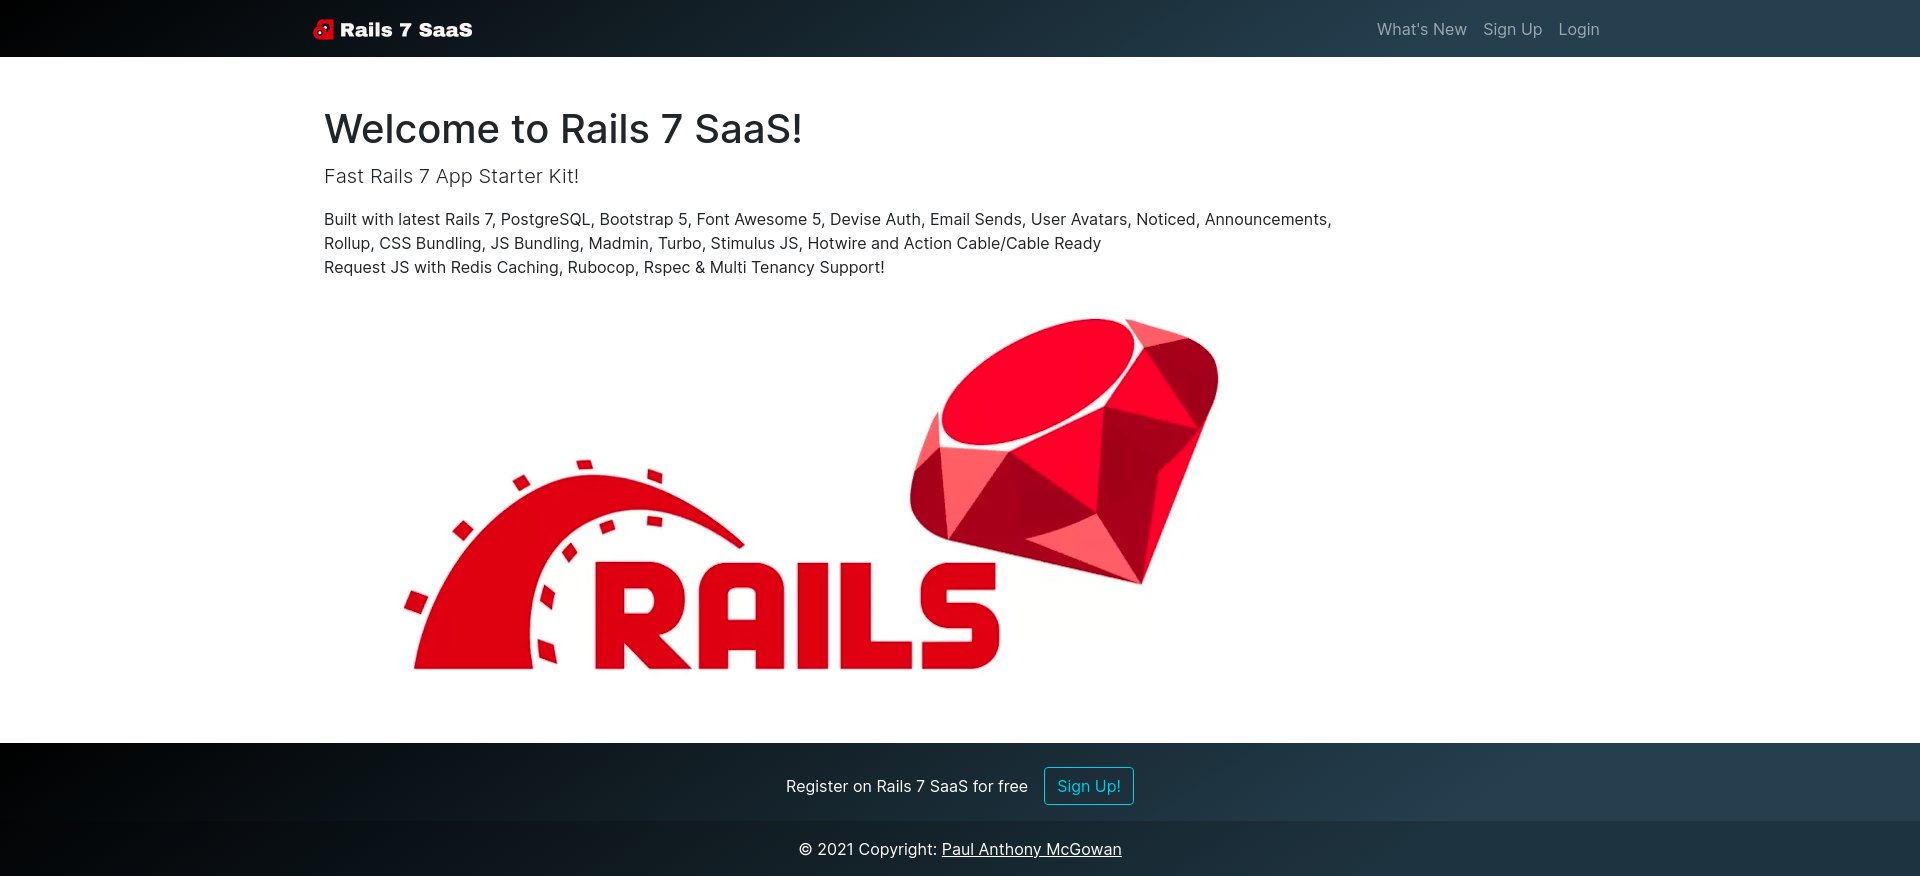 Rails 7 SaaS
What's New
Sign Up
Login
Welcome to Rails 7 SaaS!
Fast Rails 7 App Starter Kit!
Built with latest Rails 7, PostgreSQL, Bootstrap 5, Font Awesome 5, Devise Auth, Email Sends, User Avatars, Noticed, Announcements,
Rollup, CSS Bundling, JS Bundling, Madmin, Turbo, Stimulus JS, Hotwire and Action Cable/Cable Ready
Request JS with Redis Caching, Rubocop, Rspec & Multi Tenancy Support!
RAILS
Register on Rails 7 SaaS for free
Sign Up!
© 2021 Copyright: Paul Anthony McGowan